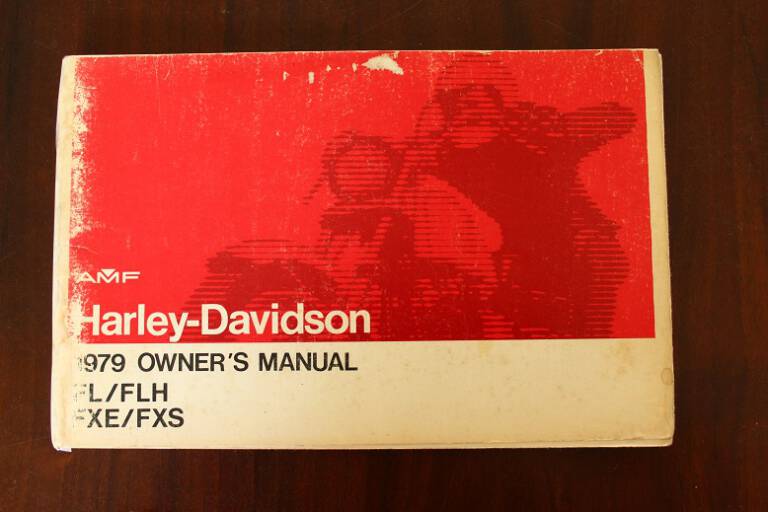 AMF
Harley-Davidson
1979 OWNER'S MANUAL
FL/FLH
FXE/FXS